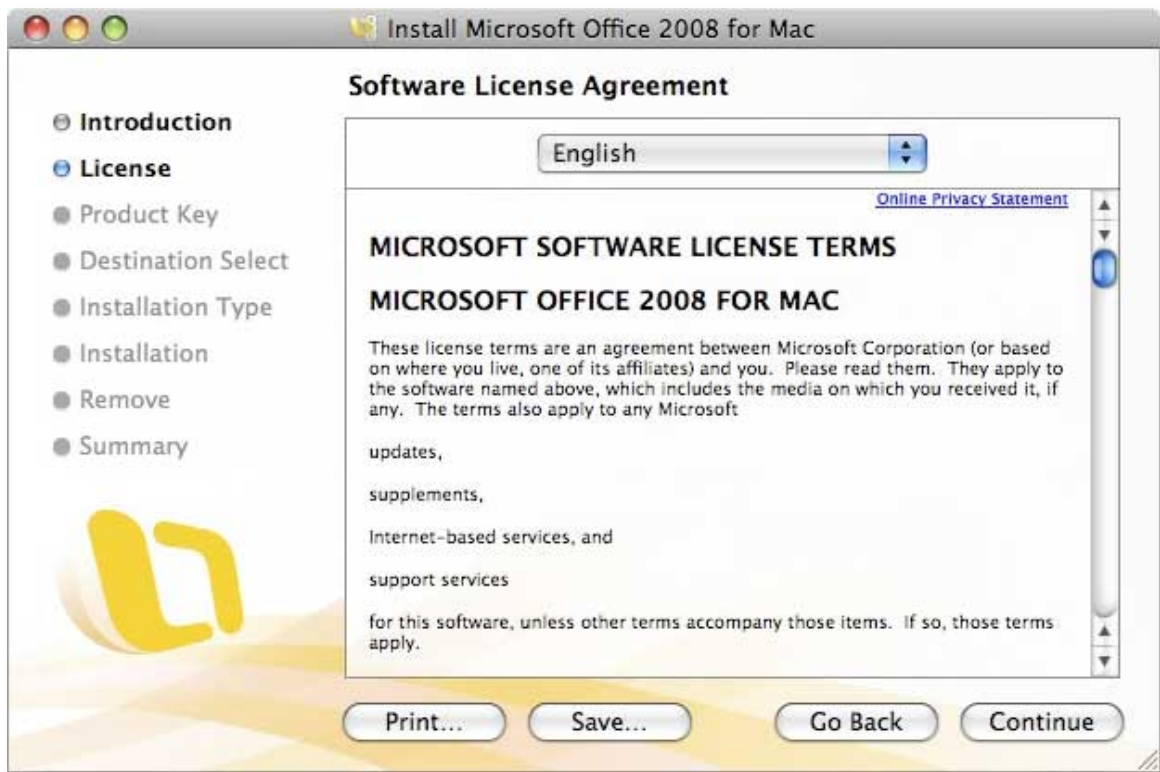 Install Microsoft Office 2008 for Mac
Software License Agreement
Introduction
License
Product Key
Destination Select
Installation Type
Installation
Remove
Summary
English
Online Privacy Statement
MICROSOFT SOFTWARE LICENSE TERMS
MICROSOFT OFFICE 2008 FOR MAC
These license terms are an agreement between Microsoft Corporation (or based
on where you live, one of its affiliates) and you.  Please read them.  They apply to
the software named above, which includes the media on which you received it, if
any.  The terms also apply to any Microsoft
updates,
supplements,
Internet-based services, and
support services
for this software, unless other terms accompany those items.  If so, those terms
apply.
Print...
Save...
Go Back
Continue